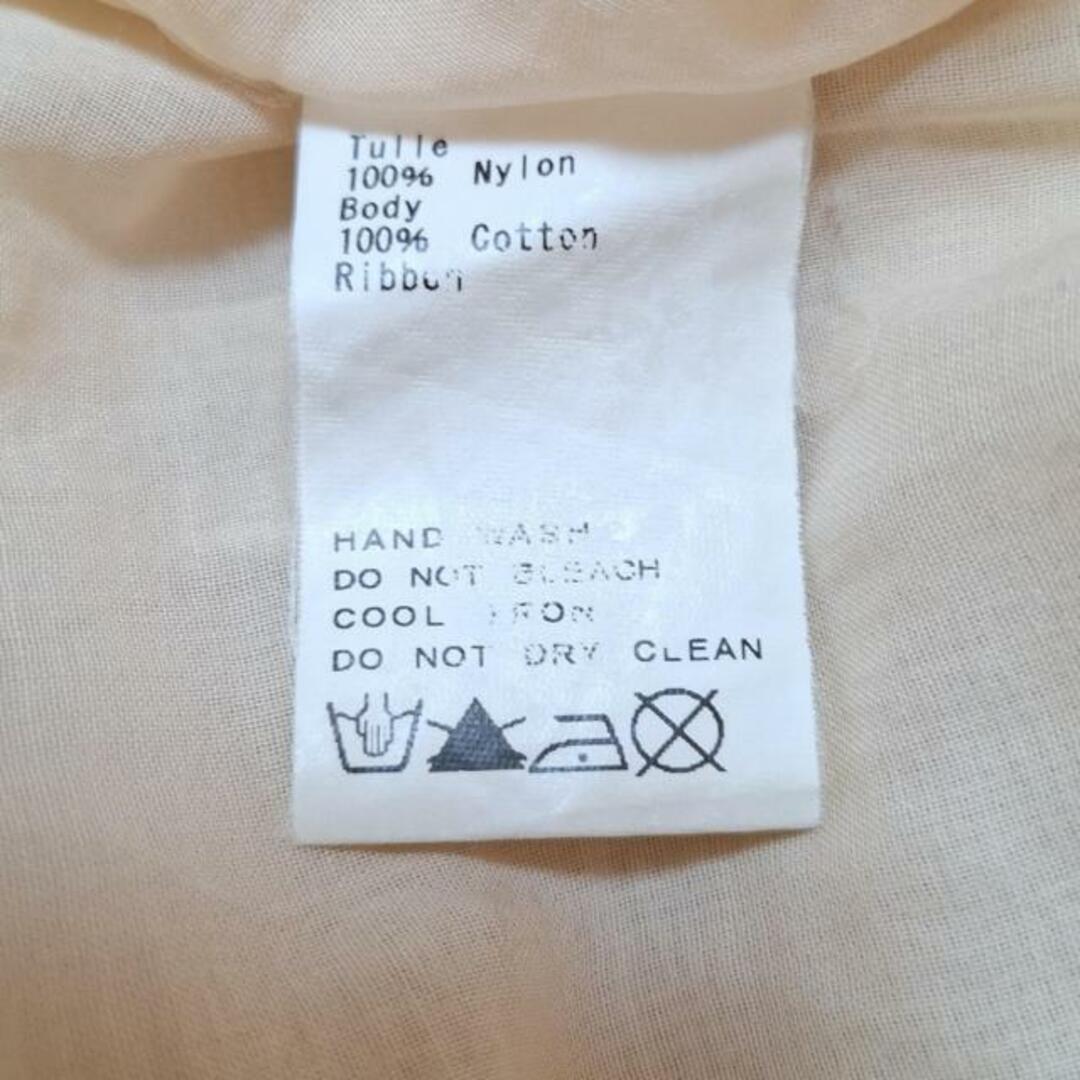 Tulle
100% Nylon
Body
100% Cotton
Ribbon
HAND WASH
DO NOT BLEACH
COOL IRON
DO NOT DRY CLEAN